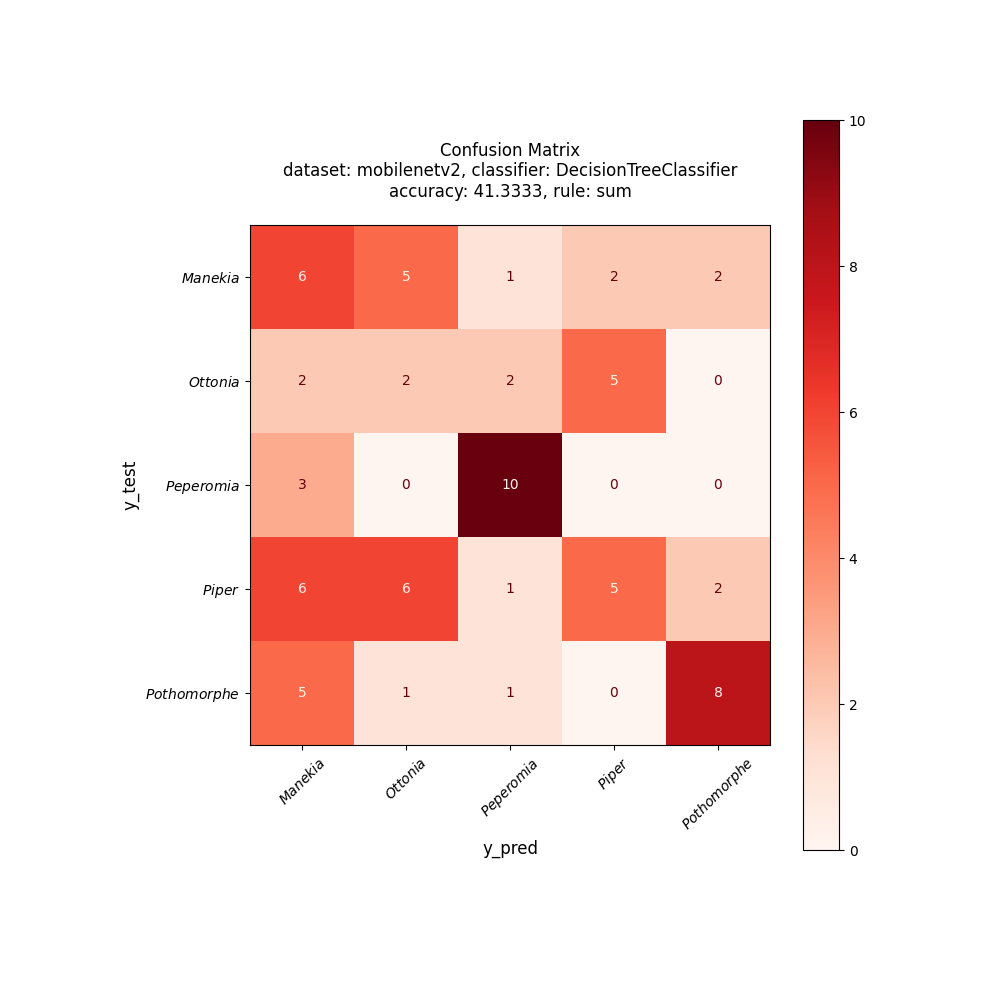 Confusion Matrix
dataset: mobilenetv2, classifier: DecisionTreeClassifier
accuracy: 41.3333, rule: sum
y_test
Manekia 6 5 1 2 2
Ottonia 2 2 2 5 0
Peperomia 3 0 10 0 0
Piper 6 6 1 5 2
Pothomorphe 5 1 1 0 8
Manekia Ottonia Peperomia Piper Pothomorphe
y_pred
10
8
6
4
2
0